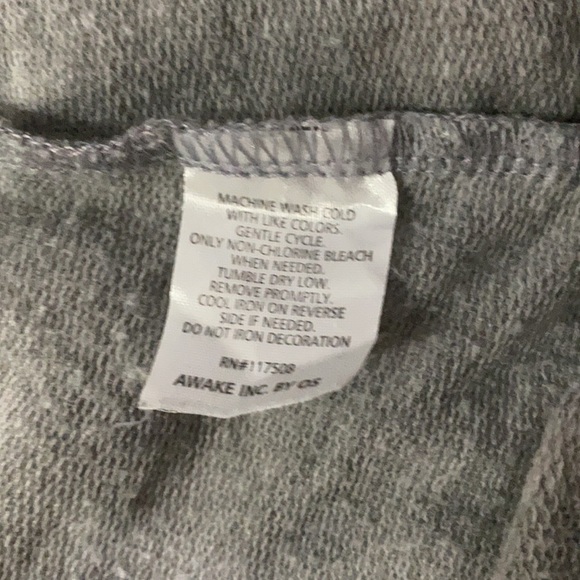 MACHINE WASH COLD
WITH LIKE COLORS.
GENTLE CYCLE.
ONLY NON-CHLORINE BLEACH
WHEN NEEDED.
TUMBLE DRY LOW.
REMOVE PROMPTLY.
COOL IRON ON REVERSE
SIDE IF NEEDED.
DO NOT IRON DECORATION
RN#117508
AWAKE INC. BY OS